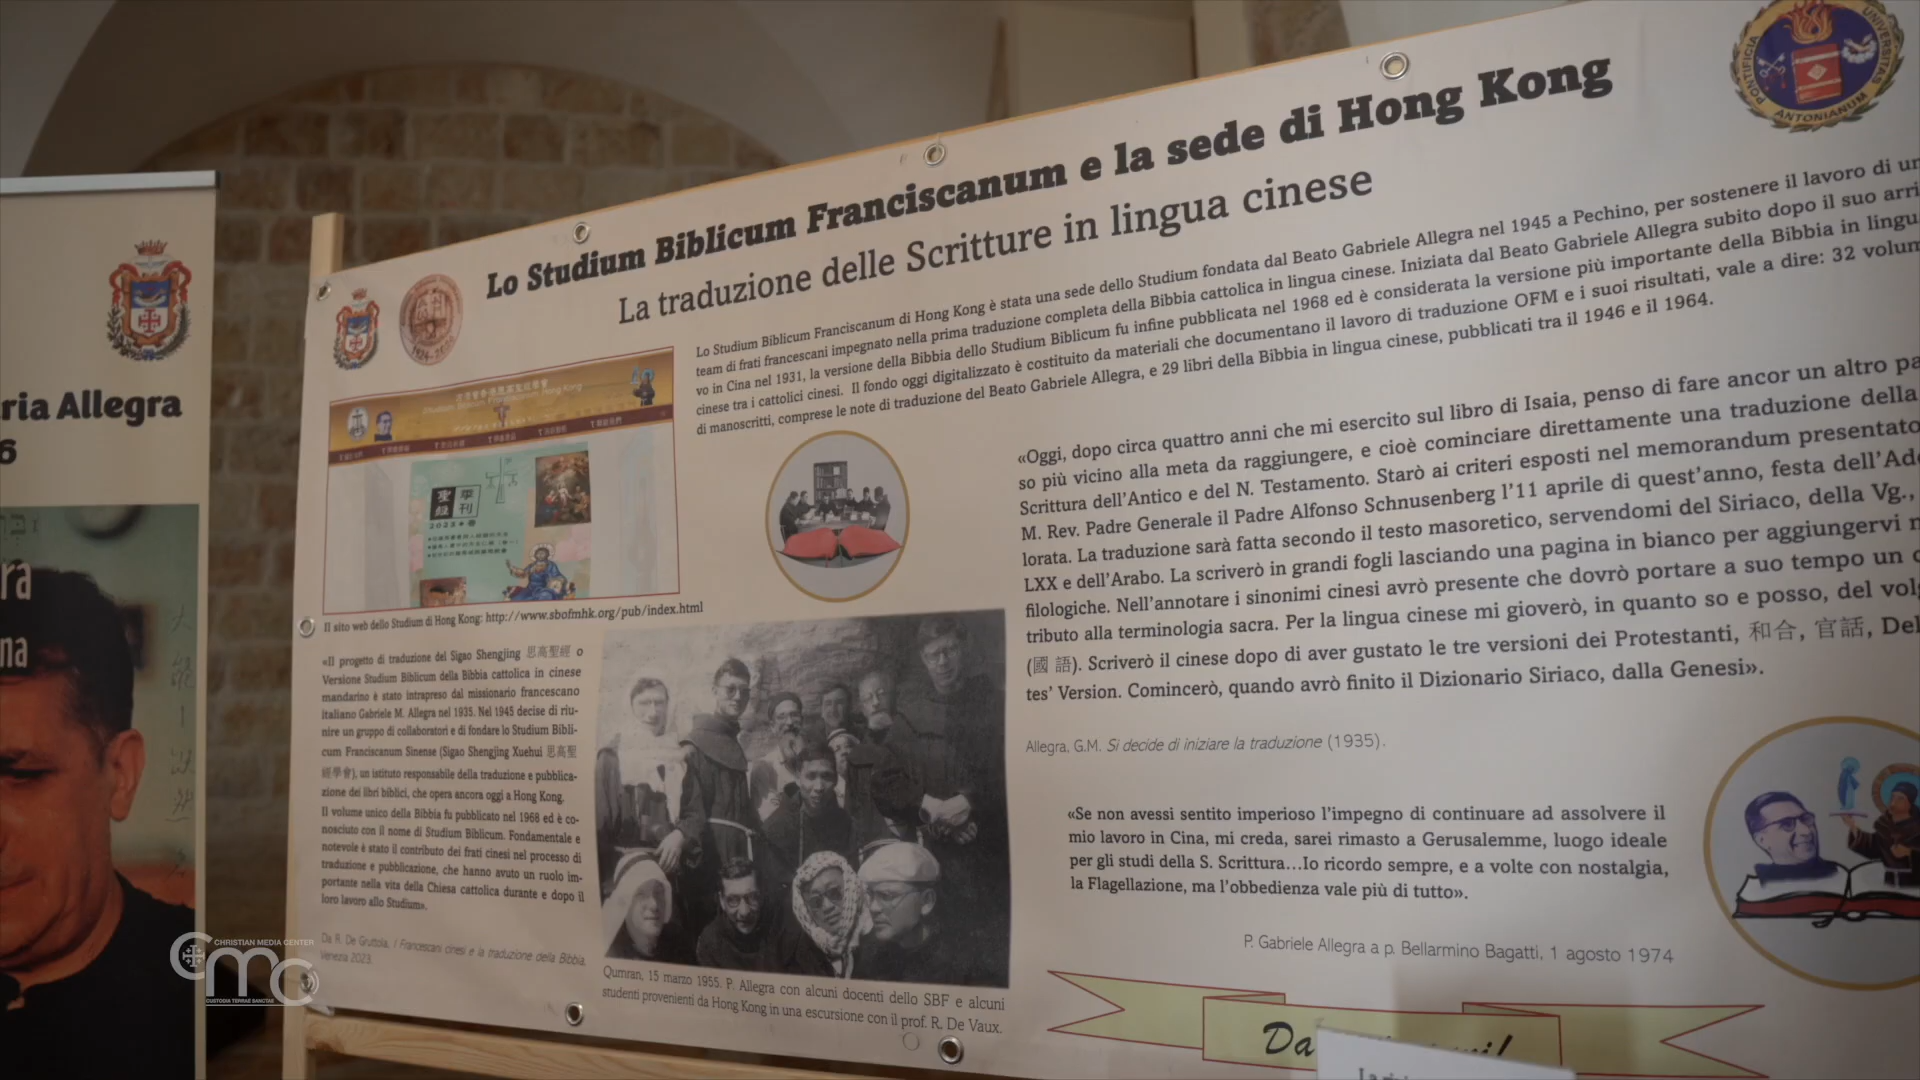 ria Allegra
6
ra
na
PONTIFICIA UNIVERSITAS ANTONIANUM
Lo Studium Biblicum Franciscanum e la sede di Hong Kong
La traduzione delle Scritture in lingua cinese
1924-2024
Lo Studium Biblicum Franciscanum di Hong Kong è stata una sede dello Studium fondata dal Beato Gabriele Allegra nel 1945 a Pechino, per sostenere il lavoro di un
team di frati francescani impegnato nella prima traduzione completa della Bibbia cattolica in lingua cinese. Iniziata dal Beato Gabriele Allegra subito dopo il suo arri
vo in Cina nel 1931, la versione della Bibbia dello Studium Biblicum fu infine pubblicata nel 1968 ed è considerata la versione più importante della Bibbia in lingu
cinese tra i cattolici cinesi. Il fondo oggi digitalizzato è costituito da materiali che documentano il lavoro di traduzione OFM e i suoi risultati, vale a dire: 32 volum
di manoscritti, comprese le note di traduzione del Beato Gabriele Allegra, e 29 libri della Bibbia in lingua cinese, pubblicati tra il 1946 e il 1964.
Studium Biblicum Franciscanum Hong Kong
聖經
季刊
Il sito web dello Studium di Hong Kong: http://www.sbofmhk.org/pub/index.html
«Il progetto di traduzione del Sigao Shengjing 思高聖經 o
Versione Studium Biblicum della Bibbia cattolica in cinese
mandarino è stato intrapreso dal missionario francescano
italiano Gabriele M. Allegra nel 1935. Nel 1945 decise di riu-
nire un gruppo di collaboratori e di fondare lo Studium Bibli-
cum Franciscanum Sinense (Sigao Shengjing Xuehui 思高聖
經學會), un istituto responsabile della traduzione e pubblica-
zione dei libri biblici, che opera ancora oggi a Hong Kong.
Il volume unico della Bibbia fu pubblicato nel 1968 ed è co-
nosciuto con il nome di Studium Biblicum. Fondamentale e
notevole è stato il contributo dei frati cinesi nel processo di
traduzione e pubblicazione, che hanno avuto un ruolo im-
portante nella vita della Chiesa cattolica durante e dopo il
loro lavoro allo Studium».
Da R. De Gruttola, I Francescani cinesi e la traduzione della Bibbia,
Venezia 2023.
Qumran, 15 marzo 1955. P. Allegra con alcuni docenti dello SBF e alcuni
studenti provenienti da Hong Kong in una escursione con il prof. R. De Vaux.
«Oggi, dopo circa quattro anni che mi esercito sul libro di Isaia, penso di fare ancor un altro pa
so più vicino alla meta da raggiungere, e cioè cominciare direttamente una traduzione della
Scrittura dell'Antico e del N. Testamento. Starò ai criteri esposti nel memorandum presentato
M. Rev. Padre Generale il Padre Alfonso Schnusenberg l'11 aprile di quest'anno, festa dell'Ad
lorata. La traduzione sarà fatta secondo il testo masoretico, servendomi del Siriaco, della Vg.,
LXX e dell'Arabo. La scriverò in grandi fogli lasciando una pagina in bianco per aggiungervi n
filologiche. Nell'annotare i sinonimi cinesi avrò presente che dovrò portare a suo tempo un c
tributo alla terminologia sacra. Per la lingua cinese mi gioverò, in quanto so e posso, del volg
(國 語). Scriverò il cinese dopo di aver gustato le tre versioni dei Protestanti, 和合, 官話, Del
tes' Version. Comincerò, quando avrò finito il Dizionario Siriaco, dalla Genesi».
Allegra, G.M. Si decide di iniziare la traduzione (1935).
«Se non avessi sentito imperioso l'impegno di continuare ad assolvere il
mio lavoro in Cina, mi creda, sarei rimasto a Gerusalemme, luogo ideale
per gli studi della S. Scrittura...Io ricordo sempre, e a volte con nostalgia,
la Flagellazione, ma l'obbedienza vale più di tutto».
P. Gabriele Allegra a p. Bellarmino Bagatti, 1 agosto 1974
Da
CHRISTIAN MEDIA CENTER
CMC
CUSTODIA TERRAE SANCTAE